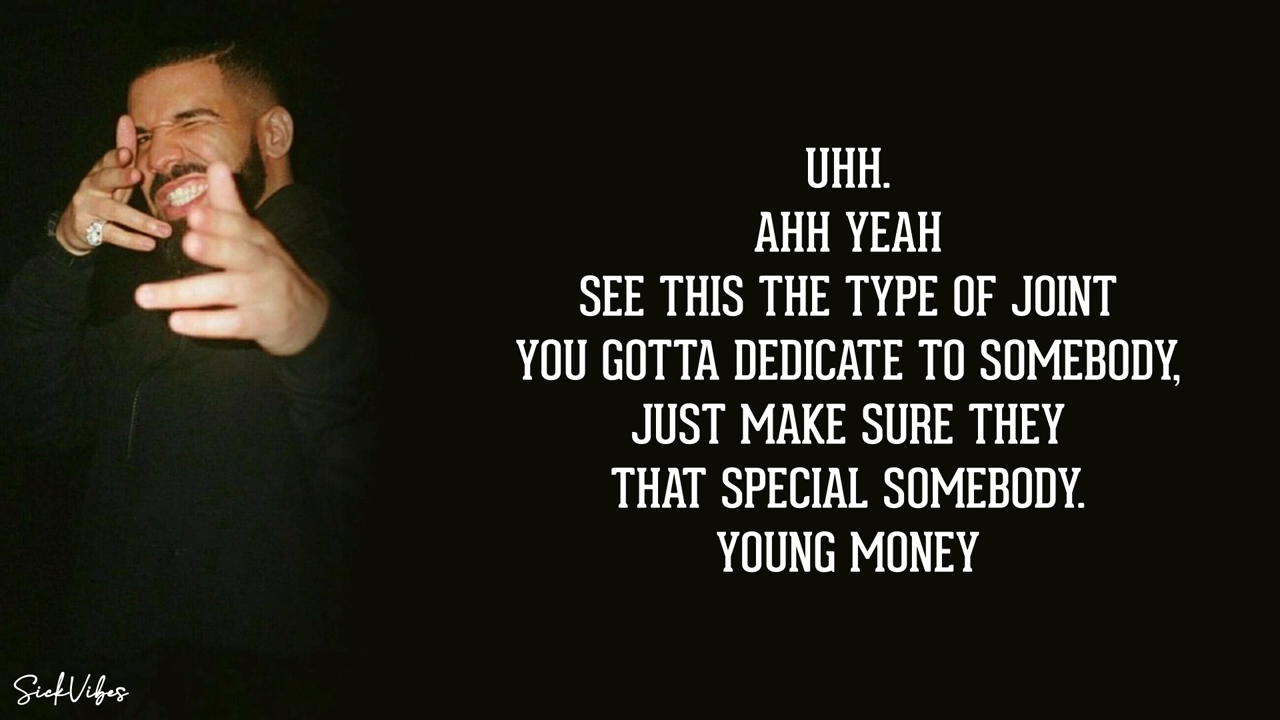 UHH.
AHH YEAH
SEE THIS THE TYPE OF JOINT
YOU GOTTA DEDICATE TO SOMEBODY,
JUST MAKE SURE THEY
THAT SPECIAL SOMEBODY.
YOUNG MONEY
SickVibes